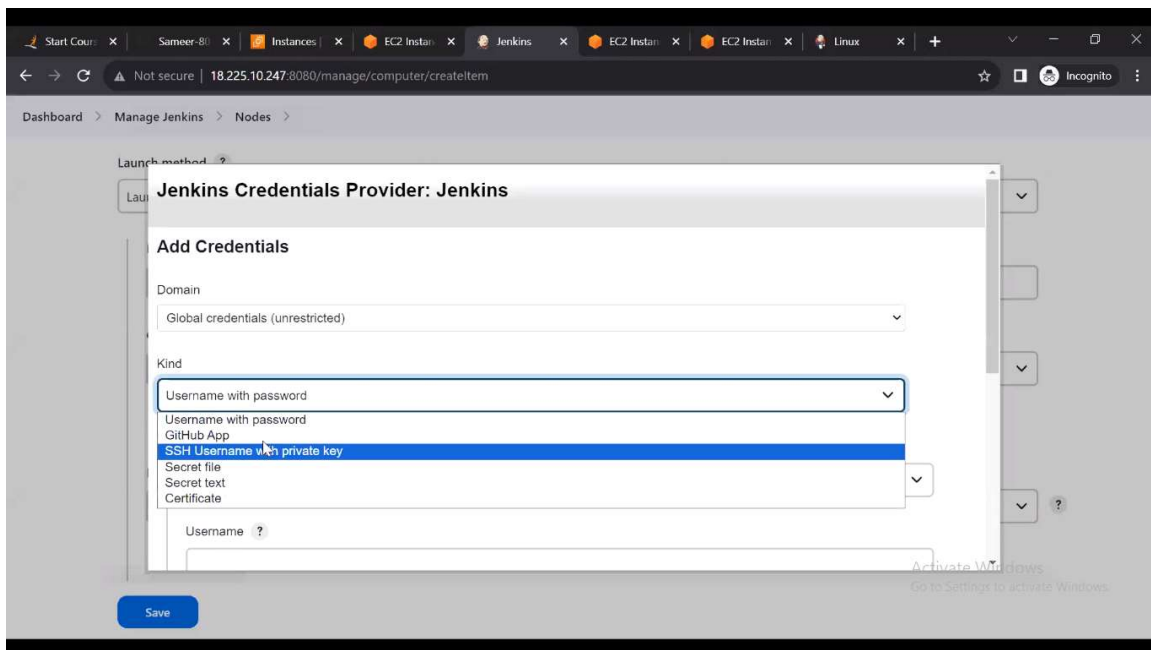 Start Cours
Sameer-80
Instances |
EC2 Instan
Jenkins
EC2 Instan
EC2 Instan
Linux
Not secure | 18.225.10.247:8080/manage/computer/createItem
Incognito
Dashboard > Manage Jenkins > Nodes >
Launch method ?
Lau
Jenkins Credentials Provider: Jenkins
Add Credentials
Domain
Global credentials (unrestricted)
Kind
Username with password
Username with password
GitHub App
SSH Username with private key
Secret file
Secret text
Certificate
?
Username ?
Activate Windows
Go to Settings to activate Windows.
Save